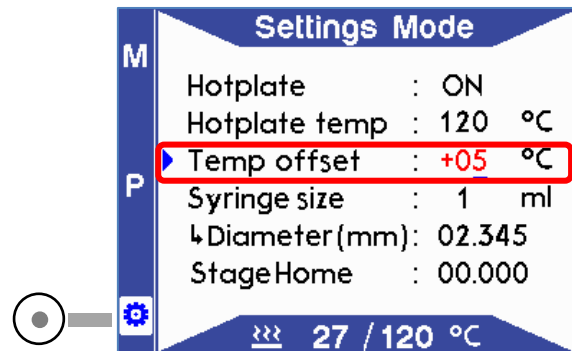 Settings Mode
M
Hotplate : ON
Hotplate temp : 120 °C
Temp offset : +05 °C
P
Syringe size : 1 ml
↳Diameter(mm): 02.345
StageHome : 00.000
27 / 120 °C